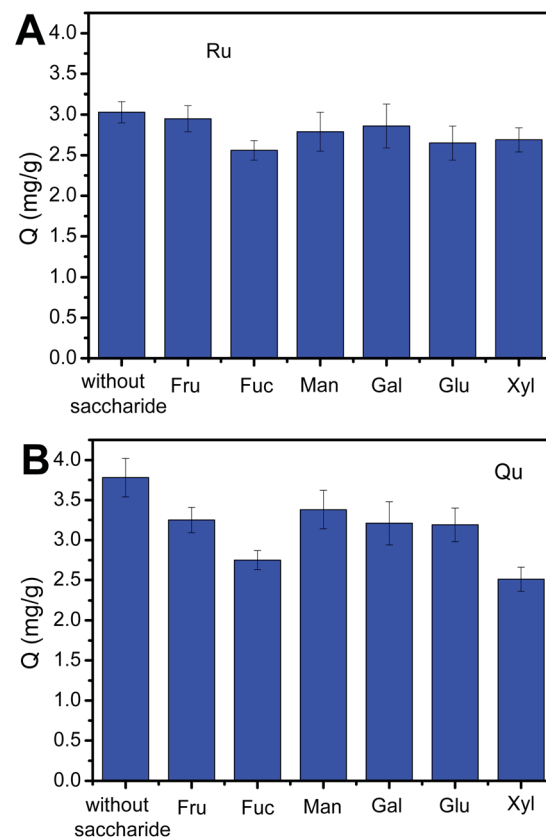 A
Ru
Q (mg/g)
4.0
3.5
3.0
2.5
2.0
1.5
1.0
0.5
0.0
without saccharide
Fru
Fuc
Man
Gal
Glu
Xyl
B
Qu
Q (mg/g)
4.0
3.5
3.0
2.5
2.0
1.5
1.0
0.5
0.0
without saccharide
Fru
Fuc
Man
Gal
Glu
Xyl